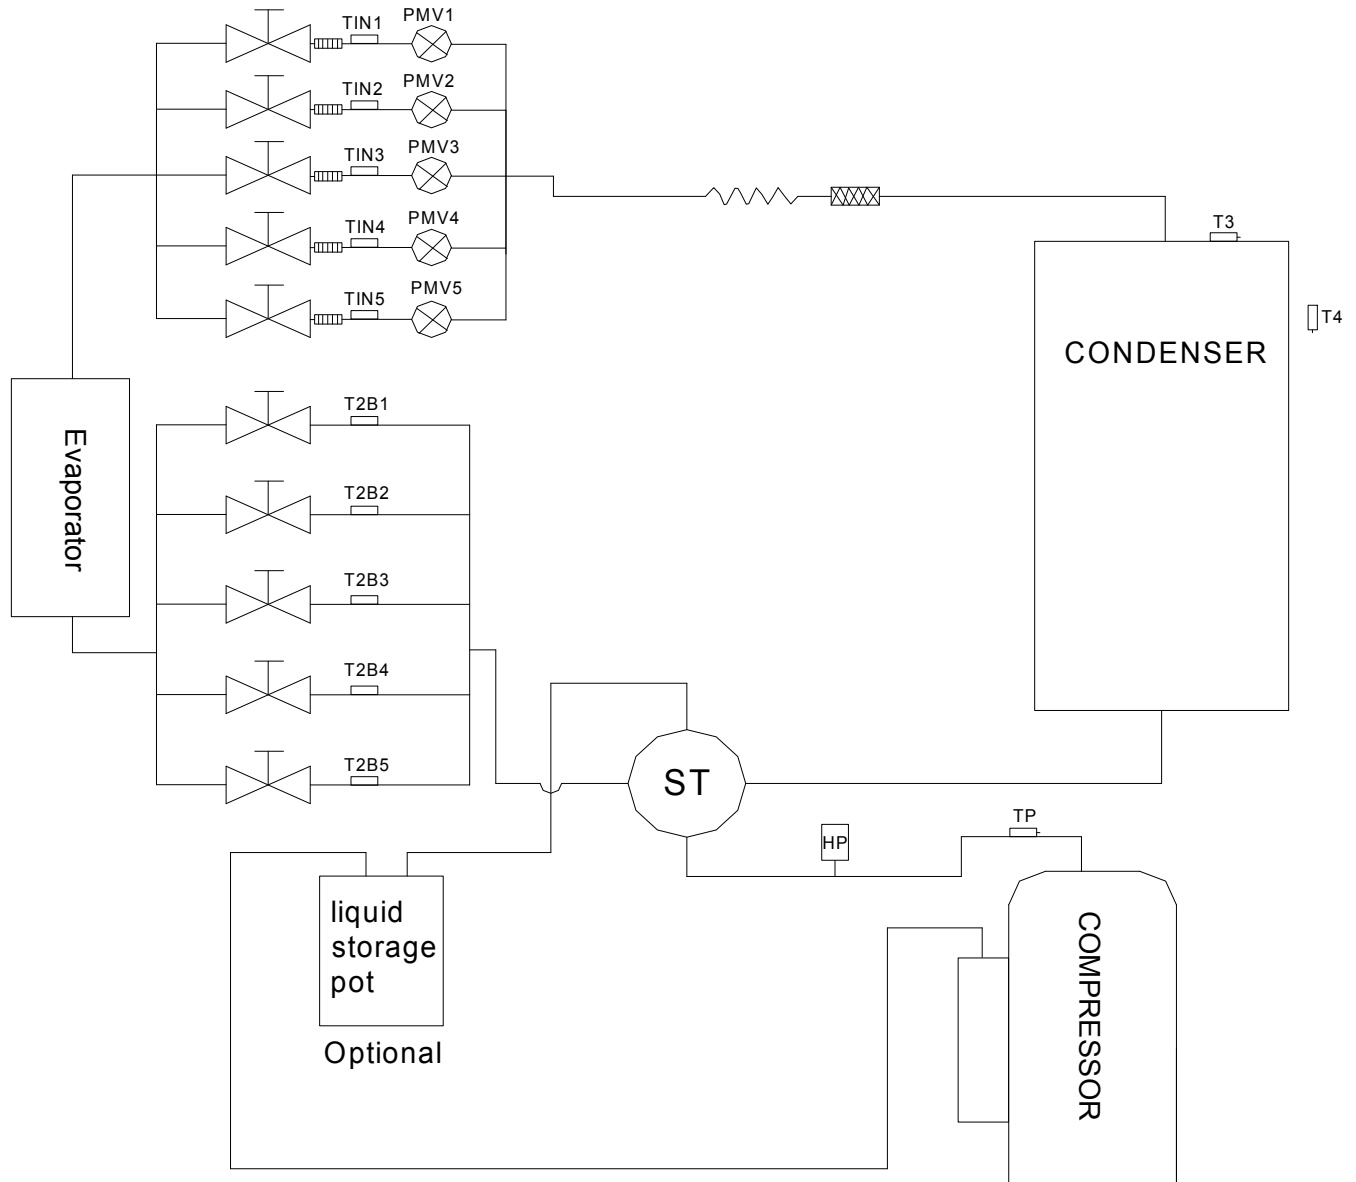 TIN1
PMV1
TIN2
PMV2
TIN3
PMV3
TIN4
PMV4
TIN5
PMV5
T3
T4
CONDENSER
Evaporator
T2B1
T2B2
T2B3
T2B4
T2B5
ST
HP
TP
liquid
storage
pot
Optional
COMPRESSOR